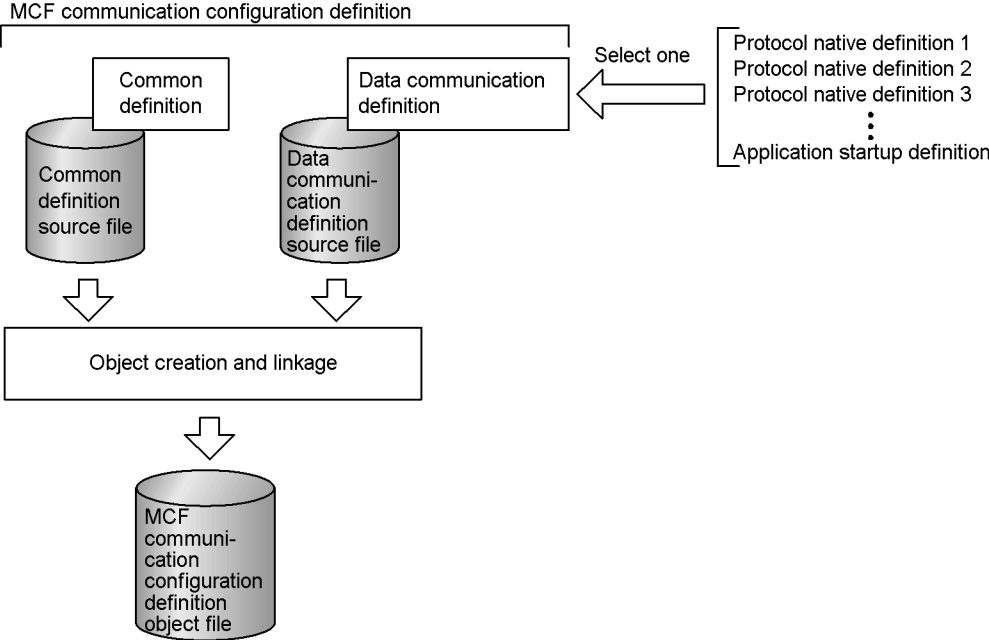 MCF communication configuration definition
Common
definition
Data communication
definition
Select one
Protocol native definition 1
Protocol native definition 2
Protocol native definition 3
Application startup definition
Common
definition
source file
Data
communi-
cation
definition
source file
Object creation and linkage
MCF
communi-
cation
configuration
definition
object file